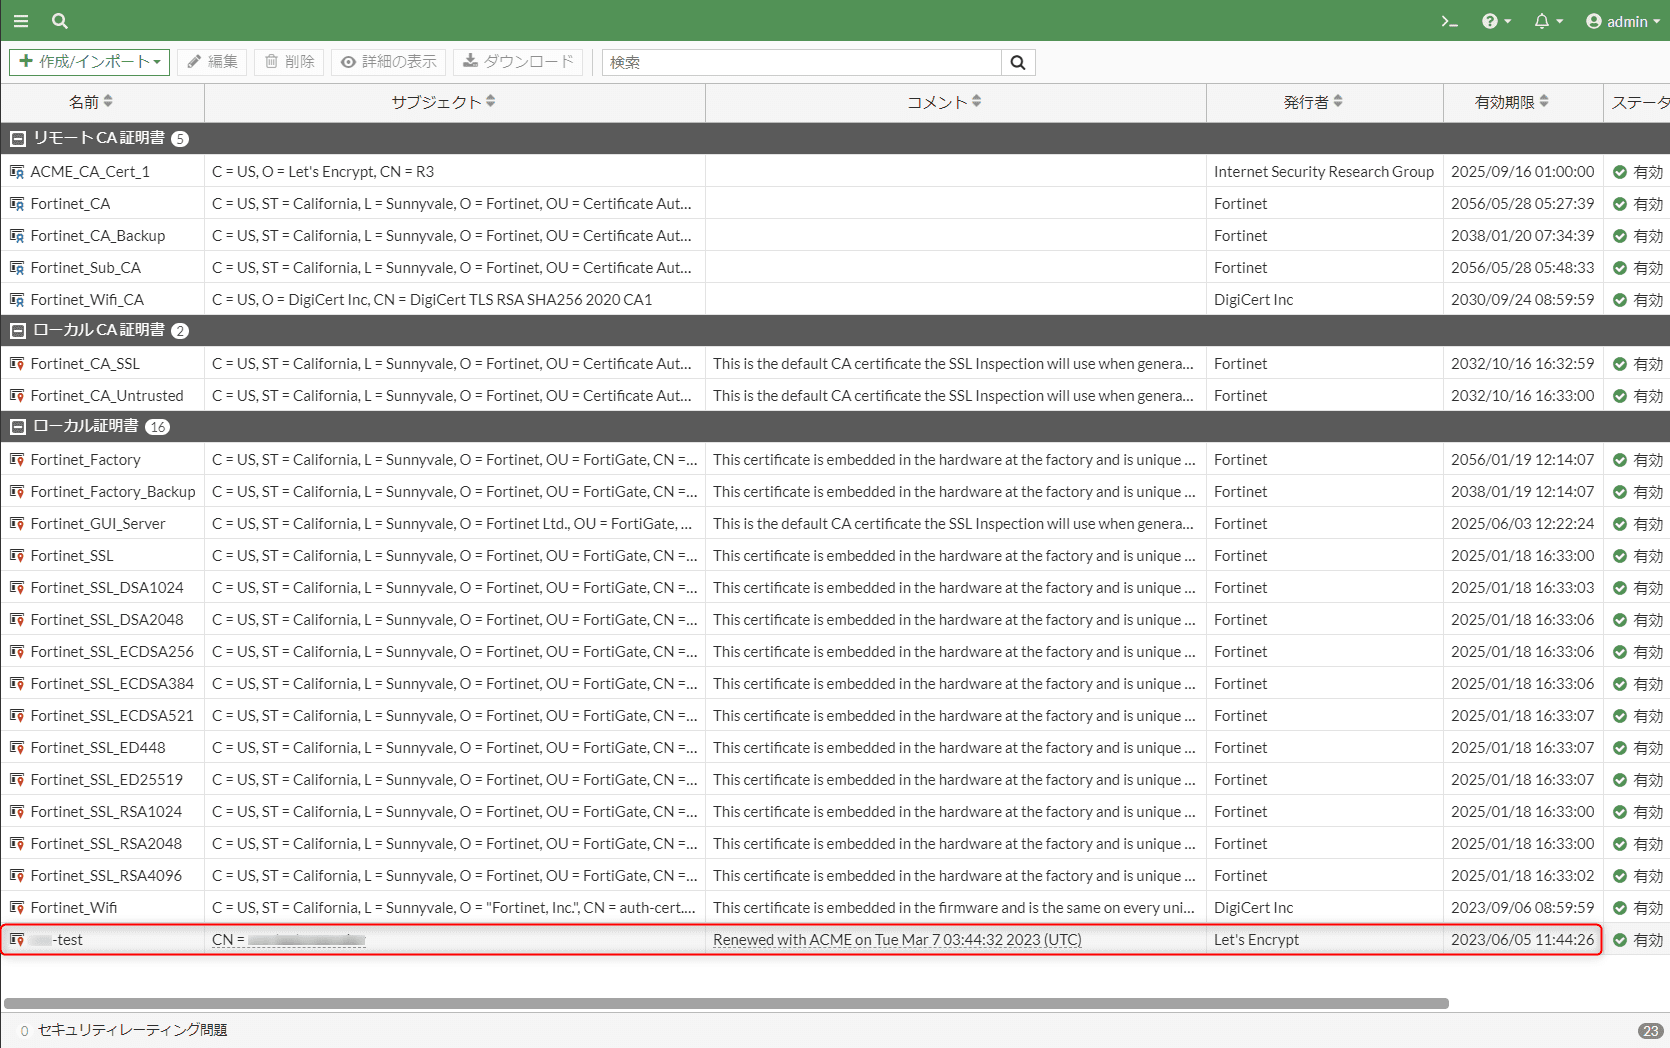 admin
作成/インポート 編集 削除 詳細の表示 ダウンロード 検索
名前 サブジェクト コメント 発行者 有効期限 ステータ
リモート CA 証明書 5
ACME_CA_Cert_1 C = US, O = Let's Encrypt, CN = R3 Internet Security Research Group 2025/09/16 01:00:00 有効
Fortinet_CA C = US, ST = California, L = Sunnyvale, O = Fortinet, OU = Certificate Aut... Fortinet 2056/05/28 05:27:39 有効
Fortinet_CA_Backup C = US, ST = California, L = Sunnyvale, O = Fortinet, OU = Certificate Aut... Fortinet 2038/01/20 07:34:39 有効
Fortinet_Sub_CA C = US, ST = California, L = Sunnyvale, O = Fortinet, OU = Certificate Aut... Fortinet 2056/05/28 05:48:33 有効
Fortinet_Wifi_CA C = US, O = DigiCert Inc, CN = DigiCert TLS RSA SHA256 2020 CA1 DigiCert Inc 2030/09/24 08:59:59 有効
ローカル CA 証明書 2
Fortinet_CA_SSL C = US, ST = California, L = Sunnyvale, O = Fortinet, OU = Certificate Aut... This is the default CA certificate the SSL Inspection will use when genera... Fortinet 2032/10/16 16:32:59 有効
Fortinet_CA_Untrusted C = US, ST = California, L = Sunnyvale, O = Fortinet, OU = Certificate Aut... This is the default CA certificate the SSL Inspection will use when genera... Fortinet 2032/10/16 16:33:00 有効
ローカル証明書 16
Fortinet_Factory C = US, ST = California, L = Sunnyvale, O = Fortinet, OU = FortiGate, CN =... This certificate is embedded in the hardware at the factory and is unique ... Fortinet 2056/01/19 12:14:07 有効
Fortinet_Factory_Backup C = US, ST = California, L = Sunnyvale, O = Fortinet, OU = FortiGate, CN =... This certificate is embedded in the hardware at the factory and is unique ... Fortinet 2038/01/19 12:14:07 有効
Fortinet_GUI_Server C = US, ST = California, L = Sunnyvale, O = Fortinet Ltd., OU = FortiGate, ... This is the default CA certificate the SSL Inspection will use when genera... Fortinet 2025/06/03 12:22:24 有効
Fortinet_SSL C = US, ST = California, L = Sunnyvale, O = Fortinet, OU = FortiGate, CN =... This certificate is embedded in the hardware at the factory and is unique ... Fortinet 2025/01/18 16:33:00 有効
Fortinet_SSL_DSA1024 C = US, ST = California, L = Sunnyvale, O = Fortinet, OU = FortiGate, CN =... This certificate is embedded in the hardware at the factory and is unique ... Fortinet 2025/01/18 16:33:03 有効
Fortinet_SSL_DSA2048 C = US, ST = California, L = Sunnyvale, O = Fortinet, OU = FortiGate, CN =... This certificate is embedded in the hardware at the factory and is unique ... Fortinet 2025/01/18 16:33:06 有効
Fortinet_SSL_ECDSA256 C = US, ST = California, L = Sunnyvale, O = Fortinet, OU = FortiGate, CN =... This certificate is embedded in the hardware at the factory and is unique ... Fortinet 2025/01/18 16:33:06 有効
Fortinet_SSL_ECDSA384 C = US, ST = California, L = Sunnyvale, O = Fortinet, OU = FortiGate, CN =... This certificate is embedded in the hardware at the factory and is unique ... Fortinet 2025/01/18 16:33:06 有効
Fortinet_SSL_ECDSA521 C = US, ST = California, L = Sunnyvale, O = Fortinet, OU = FortiGate, CN =... This certificate is embedded in the hardware at the factory and is unique ... Fortinet 2025/01/18 16:33:07 有効
Fortinet_SSL_ED448 C = US, ST = California, L = Sunnyvale, O = Fortinet, OU = FortiGate, CN =... This certificate is embedded in the hardware at the factory and is unique ... Fortinet 2025/01/18 16:33:07 有効
Fortinet_SSL_ED25519 C = US, ST = California, L = Sunnyvale, O = Fortinet, OU = FortiGate, CN =... This certificate is embedded in the hardware at the factory and is unique ... Fortinet 2025/01/18 16:33:07 有効
Fortinet_SSL_RSA1024 C = US, ST = California, L = Sunnyvale, O = Fortinet, OU = FortiGate, CN =... This certificate is embedded in the hardware at the factory and is unique ... Fortinet 2025/01/18 16:33:00 有効
Fortinet_SSL_RSA2048 C = US, ST = California, L = Sunnyvale, O = Fortinet, OU = FortiGate, CN =... This certificate is embedded in the hardware at the factory and is unique ... Fortinet 2025/01/18 16:33:00 有効
Fortinet_SSL_RSA4096 C = US, ST = California, L = Sunnyvale, O = Fortinet, OU = FortiGate, CN =... This certificate is embedded in the hardware at the factory and is unique ... Fortinet 2025/01/18 16:33:02 有効
Fortinet_Wifi C = US, ST = California, L = Sunnyvale, O = "Fortinet, Inc.", CN = auth-cert.... This certificate is embedded in the firmware and is the same on every uni... DigiCert Inc 2023/09/06 08:59:59 有効
-test CN = Renewed with ACME on Tue Mar 7 03:44:32 2023 (UTC) Let's Encrypt 2023/06/05 11:44:26 有効
0 セキュリティレーティング問題 23